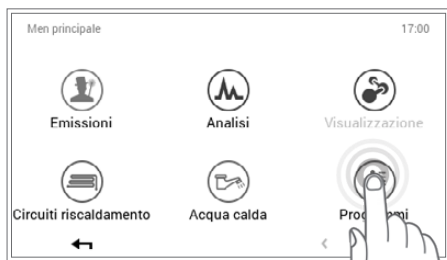 Men principale 17:00
Emissioni Analisi Visualizzazione
Circuiti riscaldamento Acqua calda